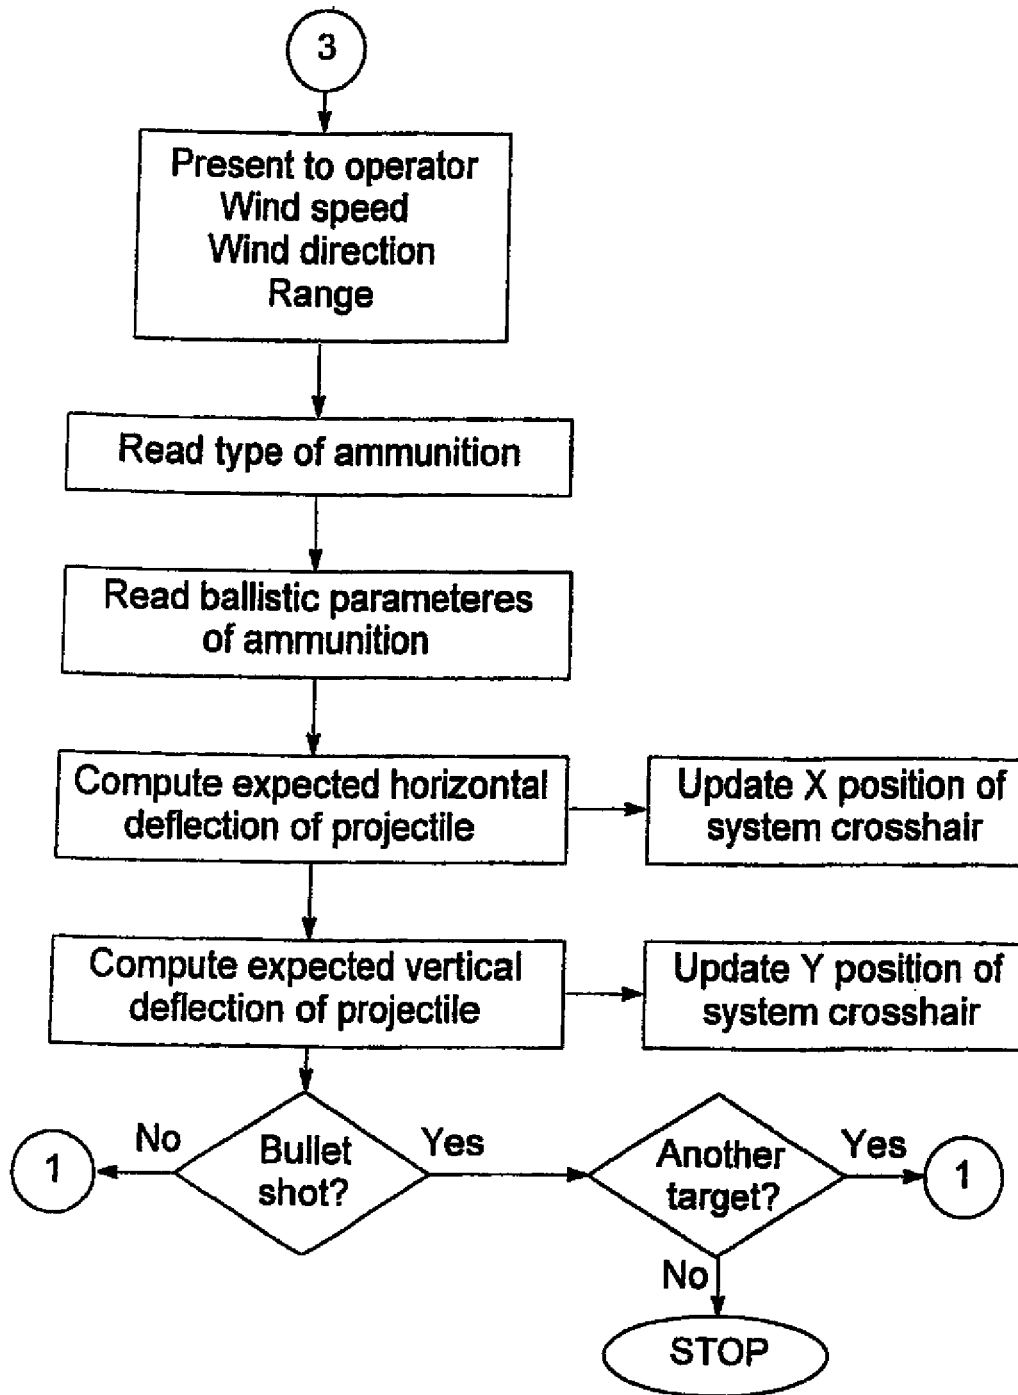 3
Present to operator
Wind speed
Wind direction
Range
Read type of ammunition
Read ballistic parameteres
of ammunition
Compute expected horizontal
deflection of projectile
Update X position of
system crosshair
Compute expected vertical
deflection of projectile
Update Y position of
system crosshair
1
No
Bullet
shot?
Yes
Another
target?
Yes
1
No
STOP